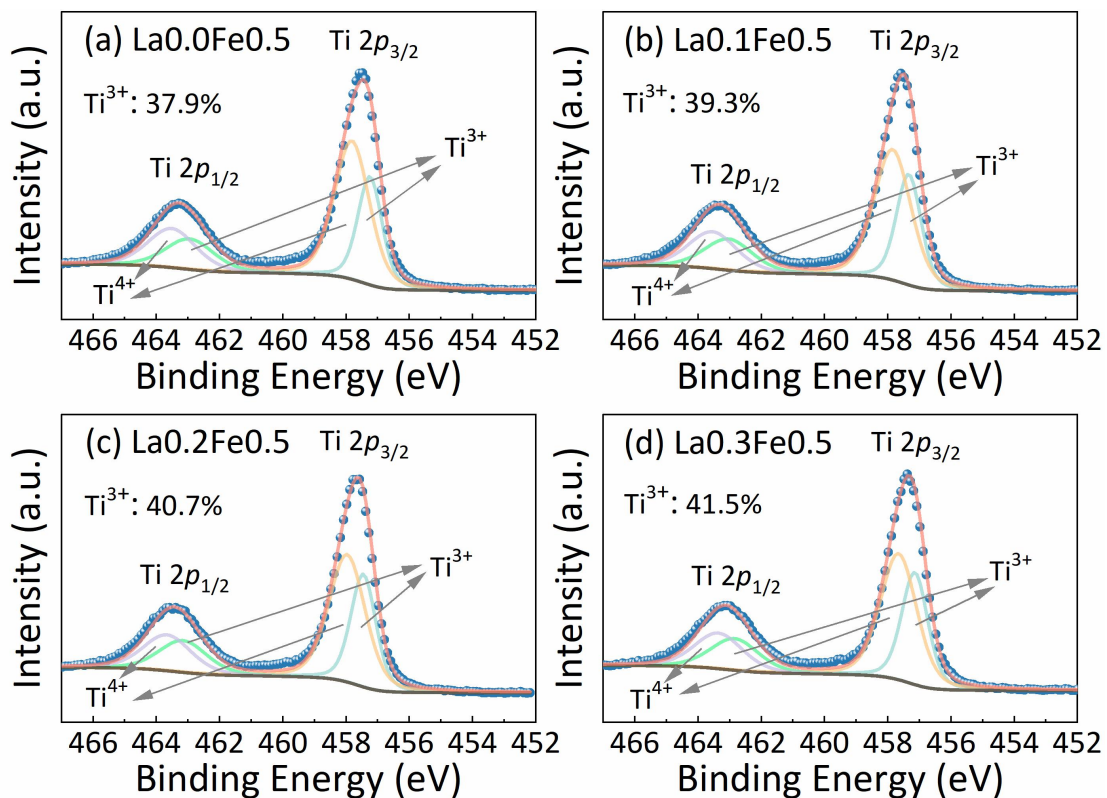 (a) La0.0Fe0.5
Ti 2p3/2
Ti³⁺: 37.9%
Ti³⁺
Ti 2p1/2
Ti⁴⁺
Intensity (a.u.)
466 464 462 460 458 456 454 452
Binding Energy (eV)
(b) La0.1Fe0.5
Ti 2p3/2
Ti³⁺: 39.3%
Ti³⁺
Ti 2p1/2
Ti⁴⁺
Intensity (a.u.)
466 464 462 460 458 456 454 452
Binding Energy (eV)
(c) La0.2Fe0.5
Ti 2p3/2
Ti³⁺: 40.7%
Ti³⁺
Ti 2p1/2
Ti⁴⁺
Intensity (a.u.)
466 464 462 460 458 456 454 452
Binding Energy (eV)
(d) La0.3Fe0.5
Ti 2p3/2
Ti³⁺: 41.5%
Ti³⁺
Ti 2p1/2
Ti⁴⁺
Intensity (a.u.)
466 464 462 460 458 456 454 452
Binding Energy (eV)